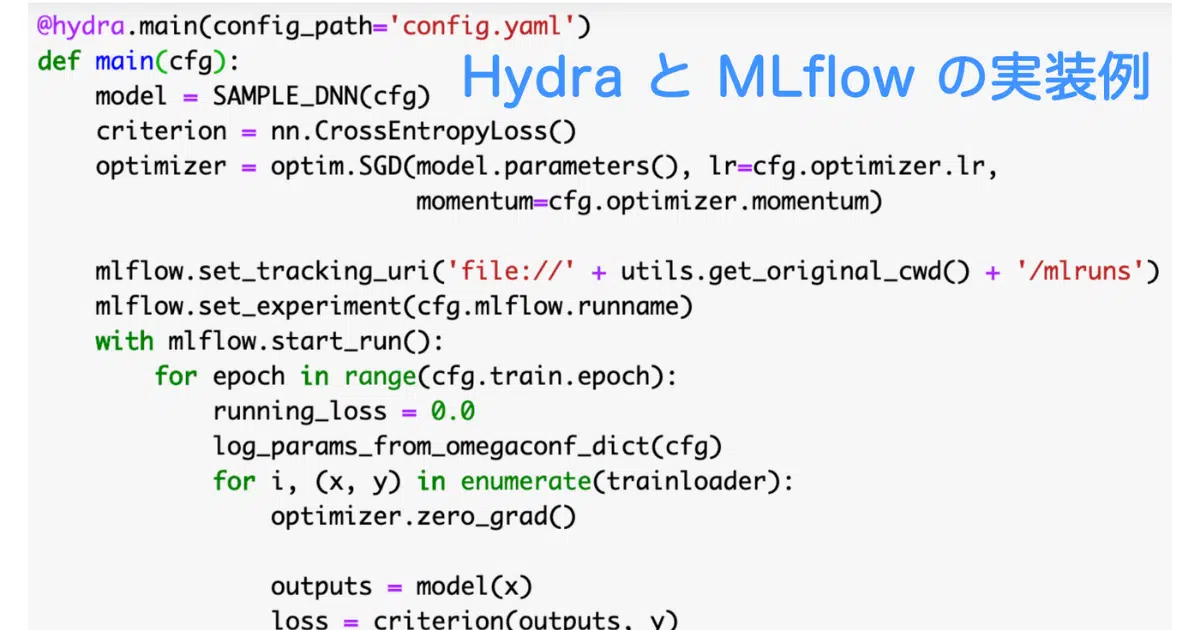 @hydra.main(config_path='config.yaml')
def main(cfg):
Hydra と MLflow の実装例
    model = SAMPLE_DNN(cfg)
    criterion = nn.CrossEntropyLoss()
    optimizer = optim.SGD(model.parameters(), lr=cfg.optimizer.lr,
                          momentum=cfg.optimizer.momentum)
    mlflow.set_tracking_uri('file://' + utils.get_original_cwd() + '/mlruns')
    mlflow.set_experiment(cfg.mlflow.runname)
    with mlflow.start_run():
        for epoch in range(cfg.train.epoch):
            running_loss = 0.0
            log_params_from_omegaconf_dict(cfg)
            for i, (x, y) in enumerate(trainloader):
                optimizer.zero_grad()
                outputs = model(x)
                loss = criterion(outputs, y)